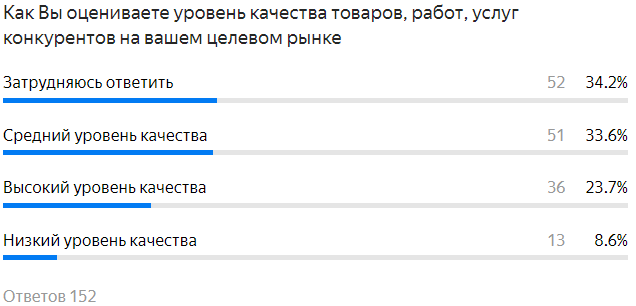 Как Вы оцениваете уровень качества товаров, работ, услуг
конкурентов на вашем целевом рынке
Затрудняюсь ответить 52 34.2%
Средний уровень качества 51 33.6%
Высокий уровень качества 36 23.7%
Низкий уровень качества 13 8.6%
Ответов 152